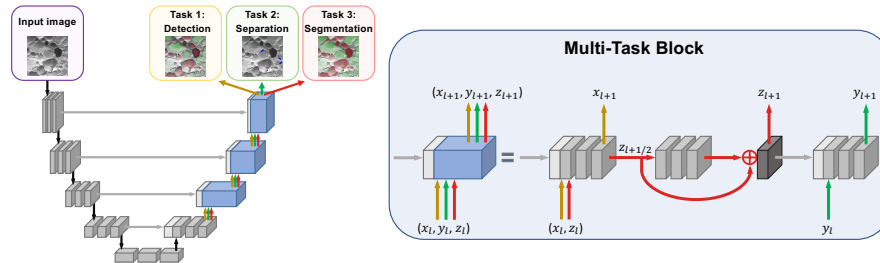 Input image
Task 1:
Detection
Task 2:
Separation
Task 3:
Segmentation
Multi-Task Block
(x_{l+1}, y_{l+1}, z_{l+1})
x_{l+1}
z_{l+1}
y_{l+1}
=
z_{l+1/2}
(x_l, y_l, z_l)
(x_l, z_l)
y_l